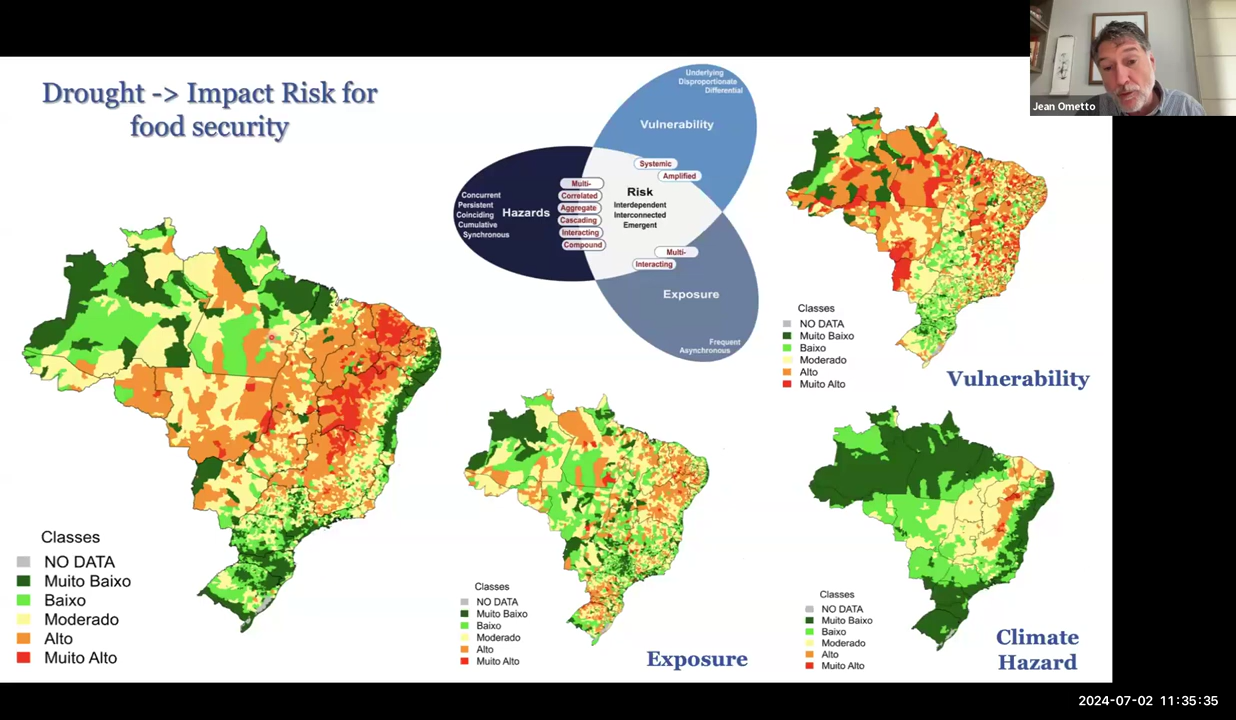 Drought -> Impact Risk for
food security
Jean Ometto
Underlying
Disproportionate
Differential
Vulnerability
Systemic
Amplified
Risk
Interdependent
Interconnected
Emergent
Multi-
Correlated
Aggregate
Cascading
Interacting
Compound
Concurrent
Persistent
Coinciding
Cumulative
Synchronous
Hazards
Multi-
Interacting
Exposure
Frequent
Asynchronous
Classes
NO DATA
Muito Baixo
Baixo
Moderado
Alto
Muito Alto
Vulnerability
Classes
NO DATA
Muito Baixo
Baixo
Moderado
Alto
Muito Alto
Classes
NO DATA
Muito Baixo
Baixo
Moderado
Alto
Muito Alto
Exposure
Classes
NO DATA
Muito Baixo
Baixo
Moderado
Alto
Muito Alto
Climate
Hazard
2024-07-02 11:35:35